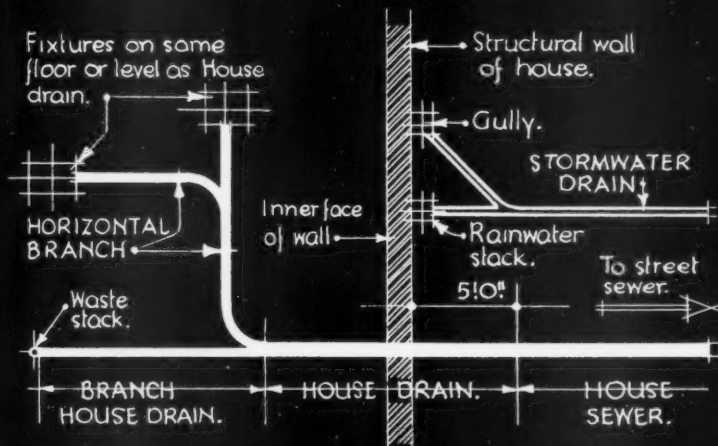 Fixtures on same
floor or level as House
drain.
Structural wall
of house.
Gully.
STORMWATER
DRAIN
HORIZONTAL
BRANCH
Inner face
of wall
Rainwater
stack.
To street
sewer.
5'.0"
Waste
stack.
BRANCH
HOUSE DRAIN.
HOUSE DRAIN.
HOUSE
SEWER.